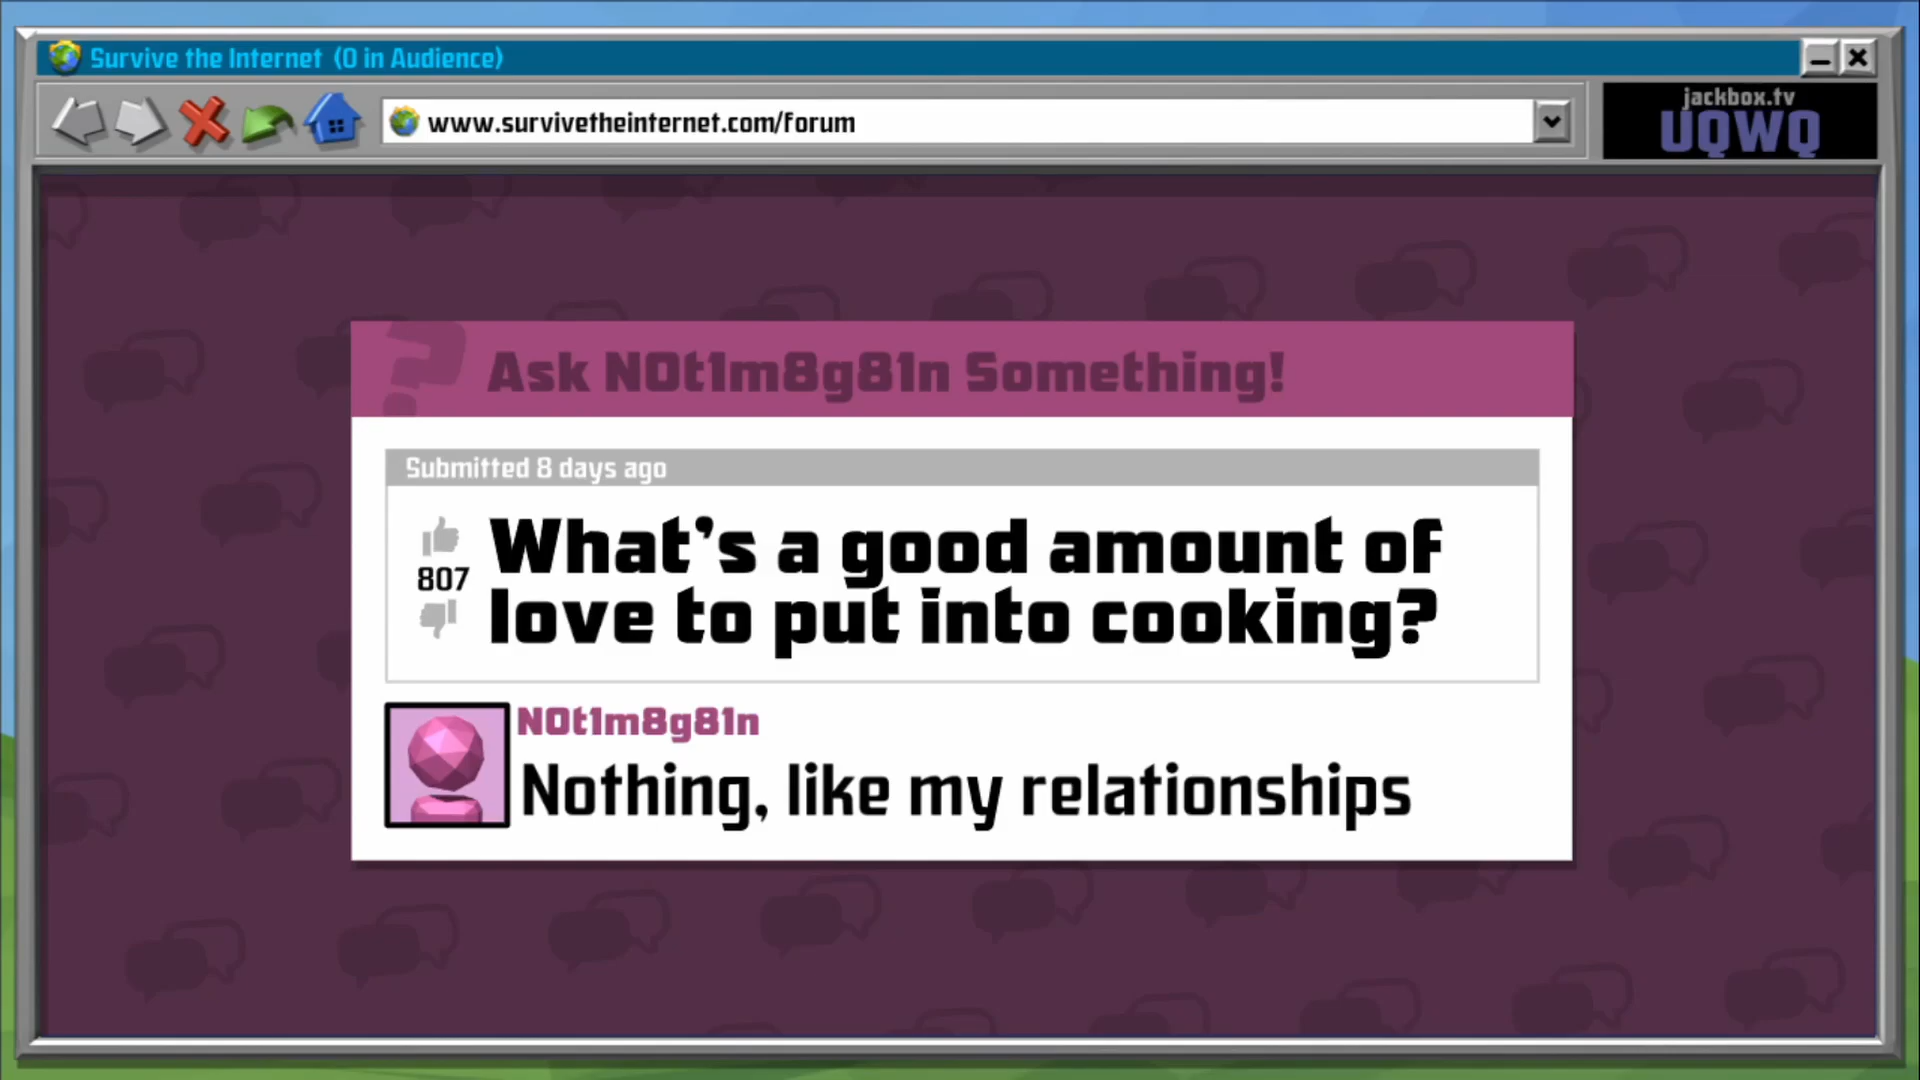 Survive the Internet (0 in Audience)
www.survivetheinternet.com/forum
jackbox.tv
UQWQ
Ask N0t1m8g81n Something!
Submitted 8 days ago
807
What's a good amount of
love to put into cooking?
N0t1m8g81n
Nothing, like my relationships